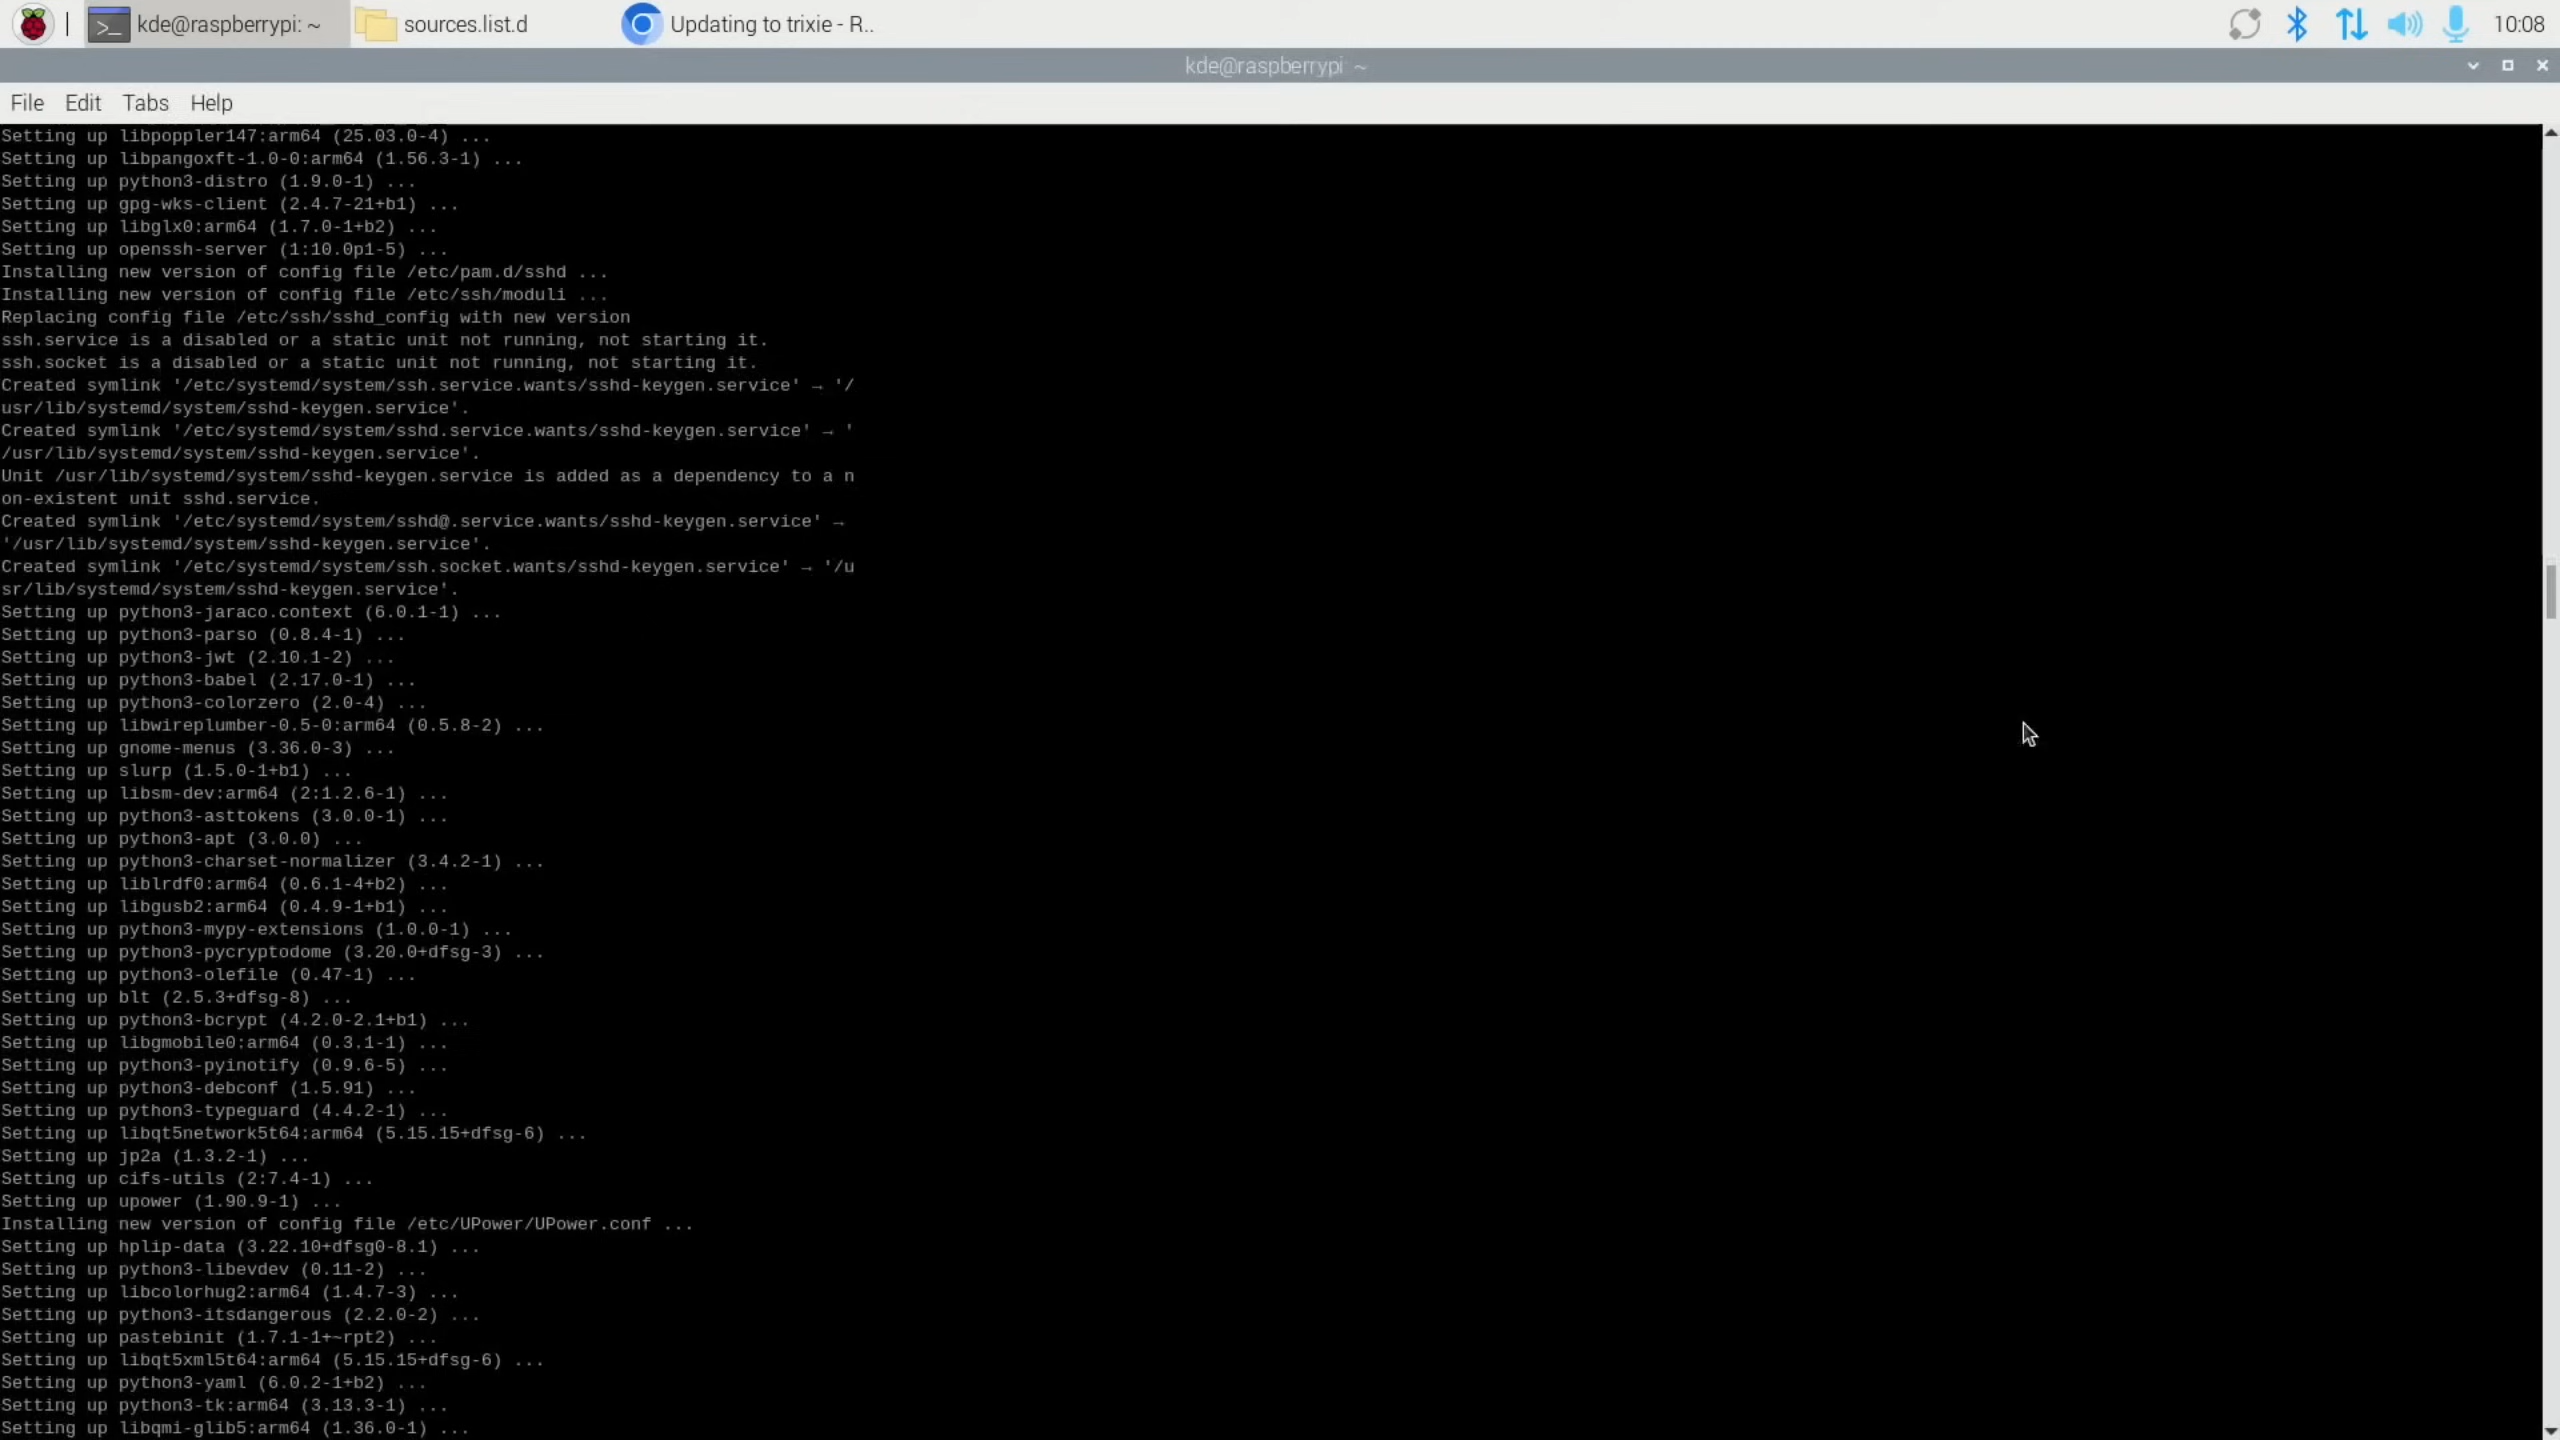 kde@raspberrypi: ~
sources.list.d
Updating to trixie - R..
10:08
kde@raspberrypi: ~
File Edit Tabs Help
Setting up libpoppler147:arm64 (25.03.0-4) ...
Setting up libpangoxft-1.0-0:arm64 (1.56.3-1) ...
Setting up python3-distro (1.9.0-1) ...
Setting up gpg-wks-client (2.4.7-21+b1) ...
Setting up libglx0:arm64 (1.7.0-1+b2) ...
Setting up openssh-server (1:10.0p1-5) ...
Installing new version of config file /etc/pam.d/sshd ...
Installing new version of config file /etc/ssh/moduli ...
Replacing config file /etc/ssh/sshd_config with new version
ssh.service is a disabled or a static unit not running, not starting it.
ssh.socket is a disabled or a static unit not running, not starting it.
Created symlink '/etc/systemd/system/ssh.service.wants/sshd-keygen.service' → '/
usr/lib/systemd/system/sshd-keygen.service'.
Created symlink '/etc/systemd/system/sshd.service.wants/sshd-keygen.service' → '
/usr/lib/systemd/system/sshd-keygen.service'.
Unit /usr/lib/systemd/system/sshd-keygen.service is added as a dependency to a n
on-existent unit sshd.service.
Created symlink '/etc/systemd/system/sshd@.service.wants/sshd-keygen.service' →
'/usr/lib/systemd/system/sshd-keygen.service'.
Created symlink '/etc/systemd/system/ssh.socket.wants/sshd-keygen.service' → '/u
sr/lib/systemd/system/sshd-keygen.service'.
Setting up python3-jaraco.context (6.0.1-1) ...
Setting up python3-parso (0.8.4-1) ...
Setting up python3-jwt (2.10.1-2) ...
Setting up python3-babel (2.17.0-1) ...
Setting up python3-colorzero (2.0-4) ...
Setting up libwireplumber-0.5-0:arm64 (0.5.8-2) ...
Setting up gnome-menus (3.36.0-3) ...
Setting up slurp (1.5.0-1+b1) ...
Setting up libsm-dev:arm64 (2:1.2.6-1) ...
Setting up python3-asttokens (3.0.0-1) ...
Setting up python3-apt (3.0.0) ...
Setting up python3-charset-normalizer (3.4.2-1) ...
Setting up liblrdf0:arm64 (0.6.1-4+b2) ...
Setting up libgusb2:arm64 (0.4.9-1+b1) ...
Setting up python3-mypy-extensions (1.0.0-1) ...
Setting up python3-pycryptodome (3.20.0+dfsg-3) ...
Setting up python3-olefile (0.47-1) ...
Setting up blt (2.5.3+dfsg-8) ...
Setting up python3-bcrypt (4.2.0-2.1+b1) ...
Setting up libgmobile0:arm64 (0.3.1-1) ...
Setting up python3-pyinotify (0.9.6-5) ...
Setting up python3-debconf (1.5.91) ...
Setting up python3-typeguard (4.4.2-1) ...
Setting up libqt5network5t64:arm64 (5.15.15+dfsg-6) ...
Setting up jp2a (1.3.2-1) ...
Setting up cifs-utils (2:7.4-1) ...
Setting up upower (1.90.9-1) ...
Installing new version of config file /etc/UPower/UPower.conf ...
Setting up hplip-data (3.22.10+dfsg0-8.1) ...
Setting up python3-libevdev (0.11-2) ...
Setting up libcolorhug2:arm64 (1.4.7-3) ...
Setting up python3-itsdangerous (2.2.0-2) ...
Setting up pastebinit (1.7.1-1+~rpt2) ...
Setting up libqt5xml5t64:arm64 (5.15.15+dfsg-6) ...
Setting up python3-yaml (6.0.2-1+b2) ...
Setting up python3-tk:arm64 (3.13.3-1) ...
Setting up libqmi-glib5:arm64 (1.36.0-1) ...